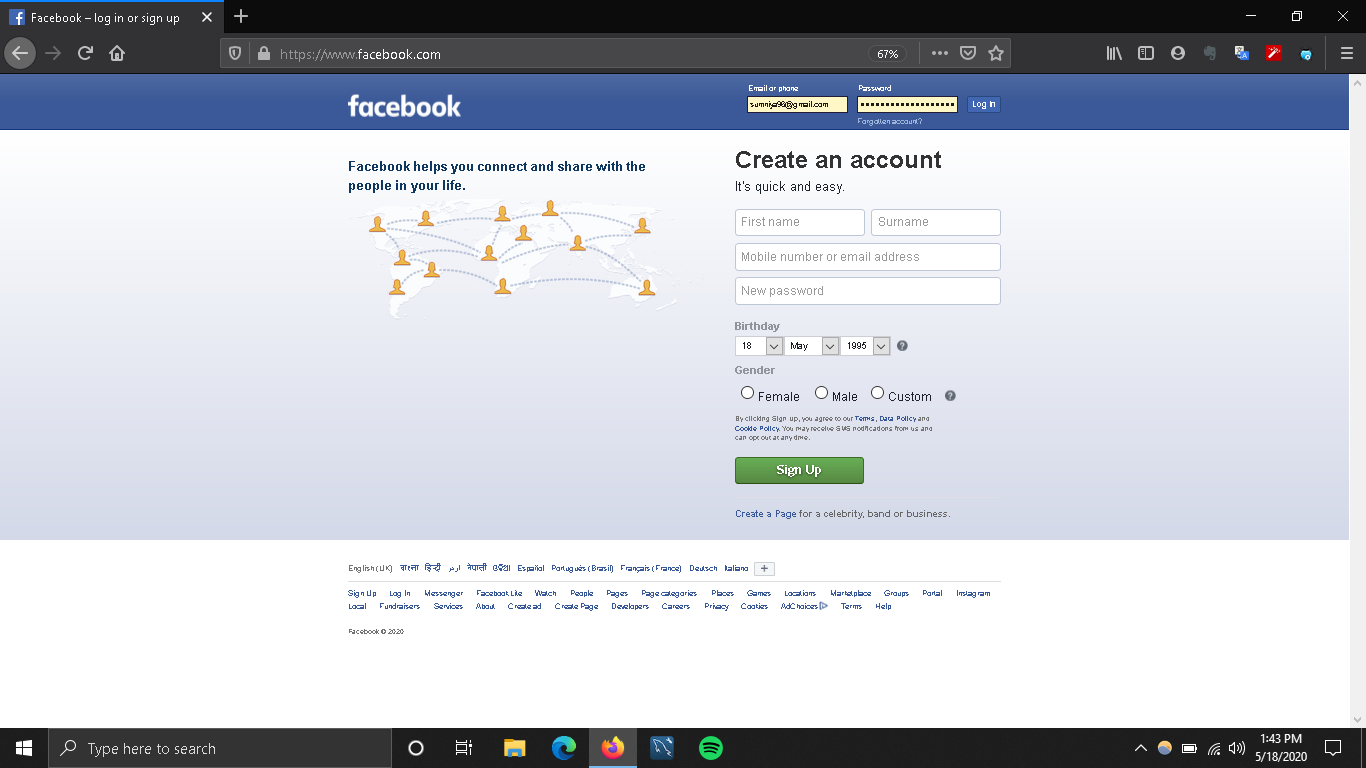 Facebook – log in or sign up
https://www.facebook.com
67%
facebook
Email or phone
Password
sumniya96@gmail.com
Log In
Forgotten account?
Facebook helps you connect and share with the
people in your life.
Create an account
It's quick and easy.
First name
Surname
Mobile number or email address
New password
Birthday
18
May
1995
?
Gender
Female
Male
Custom
?
By clicking Sign up, you agree to our Terms, Data Policy and
Cookie Policy. You may receive SMS notifications from us and
can opt out at any time.
Sign Up
Create a Page for a celebrity, band or business.
English (UK) বাংলা हिन्दी اردو नेपाली ଓଡ଼ିଆ Español Português (Brasil) Français (France) Deutsch Italiano +
Sign Up Log In Messenger Facebook Lite Watch People Pages Page categories Places Games Locations Marketplace Groups Portal Instagram
Local Fundraisers Services About Create ad Create Page Developers Careers Privacy Cookies AdChoices Terms Help
Facebook © 2020
Type here to search
1:43 PM
5/18/2020